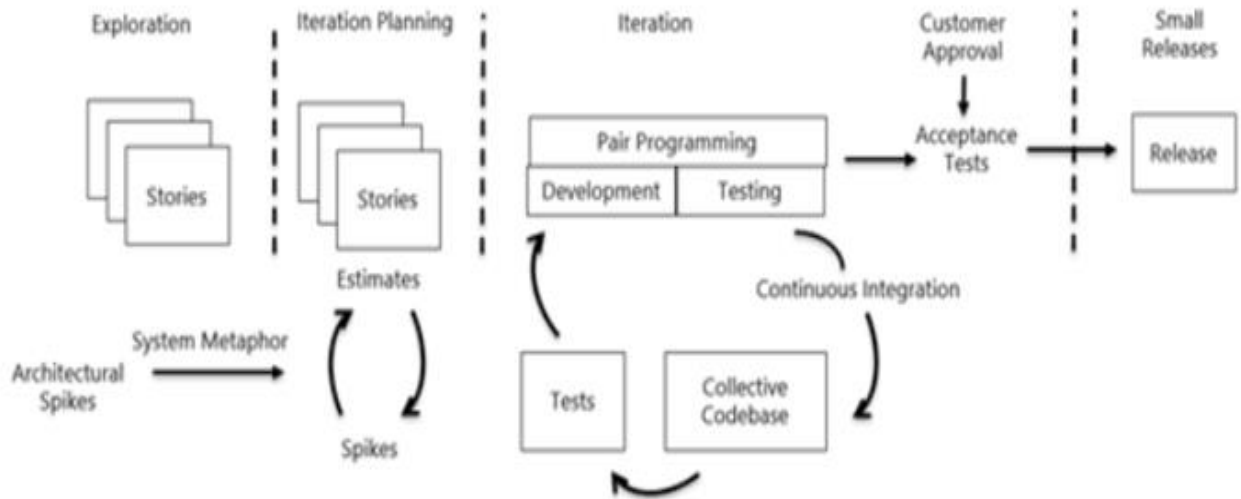 Exploration
Iteration Planning
Iteration
Customer
Approval
Small
Releases
Stories
Stories
Pair Programming
Development
Testing
Acceptance
Tests
Release
Estimates
Continuous Integration
System Metaphor
Architectural
Spikes
Spikes
Tests
Collective
Codebase